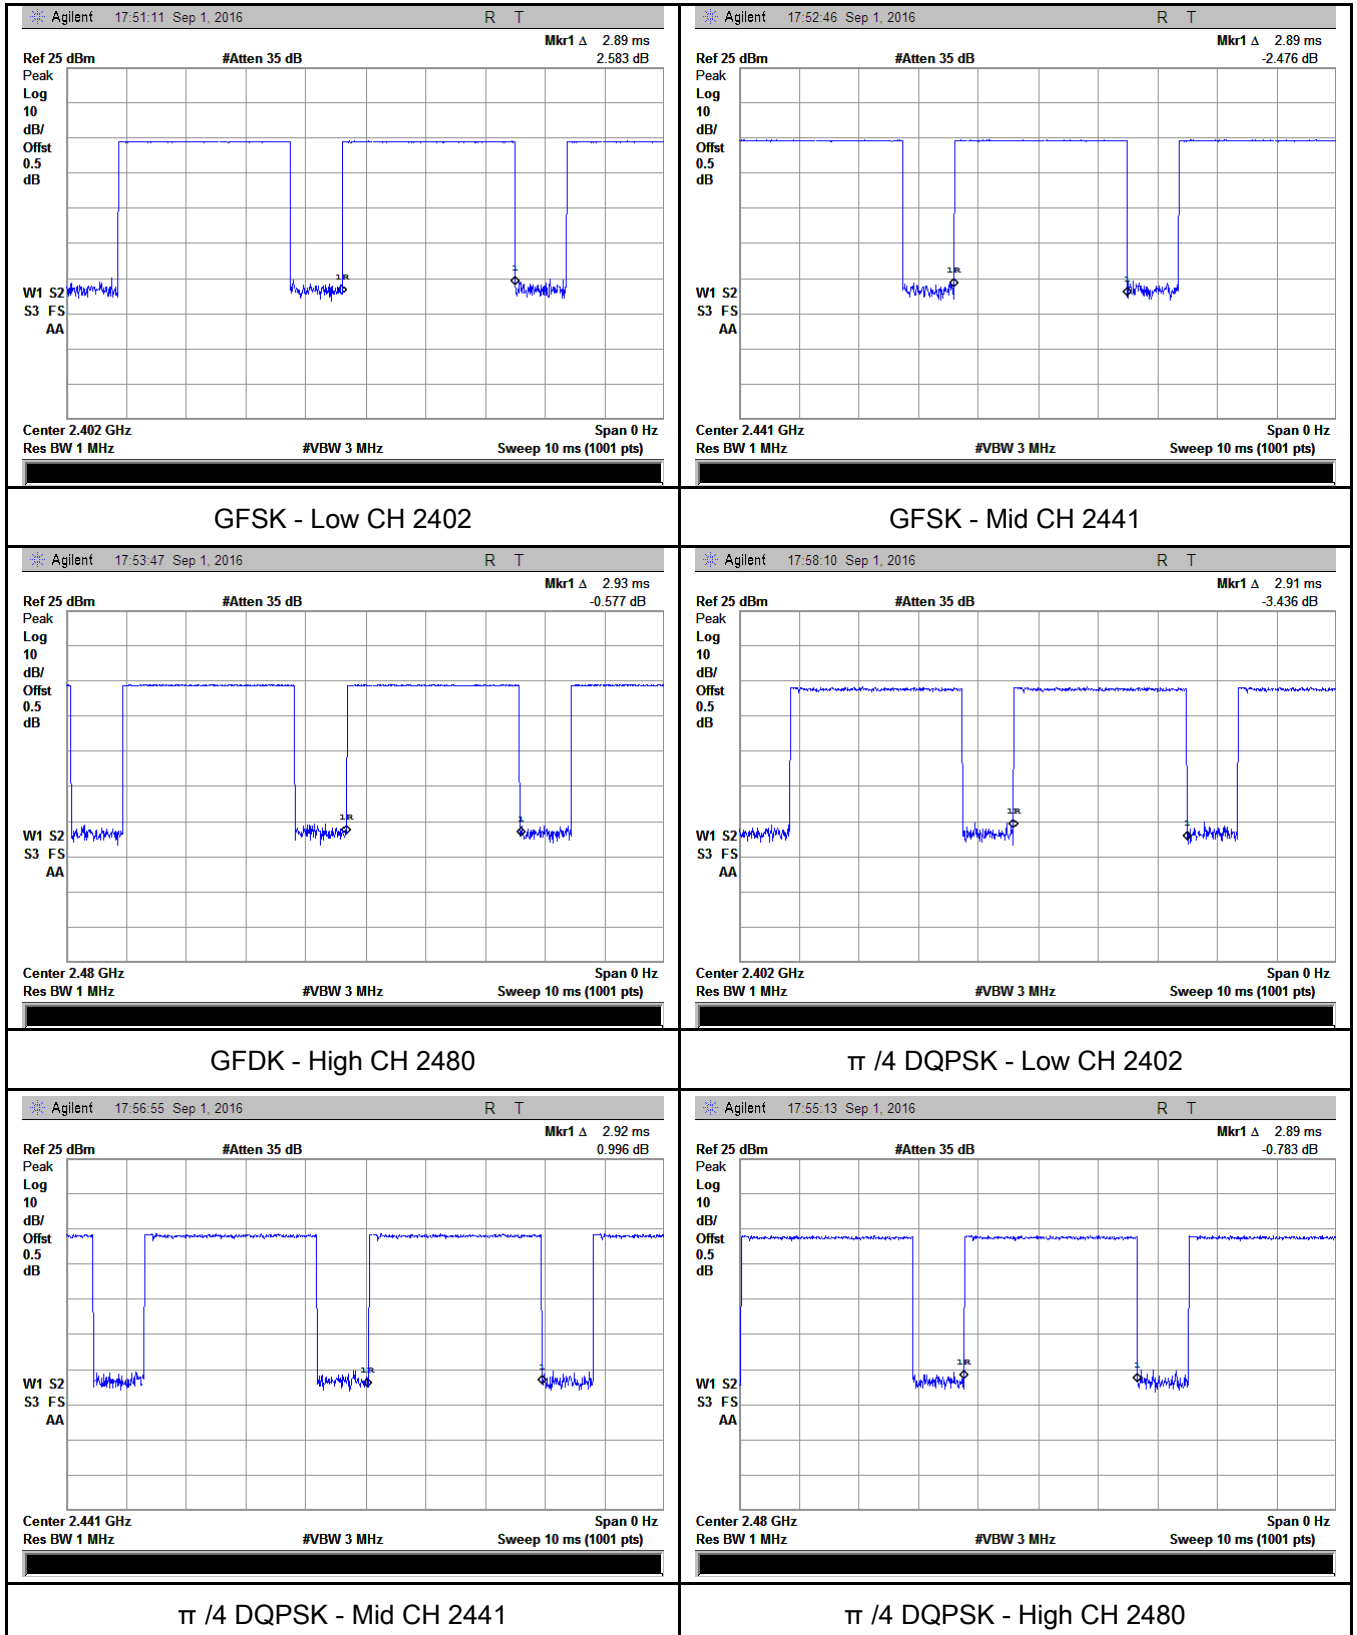 Agilent 17:51:11 Sep 1, 2016 R T
Mkr1 Δ 2.89 ms
Ref 25 dBm #Atten 35 dB 2.583 dB
Peak
Log
10
dB/
Offst
0.5
dB
1R
1
W1 S2
S3 FS
AA
Center 2.402 GHz Span 0 Hz
Res BW 1 MHz #VBW 3 MHz Sweep 10 ms (1001 pts)
GFSK - Low CH 2402
Agilent 17:52:46 Sep 1, 2016 R T
Mkr1 Δ 2.89 ms
Ref 25 dBm #Atten 35 dB -2.476 dB
Peak
Log
10
dB/
Offst
0.5
dB
1R
1
W1 S2
S3 FS
AA
Center 2.441 GHz Span 0 Hz
Res BW 1 MHz #VBW 3 MHz Sweep 10 ms (1001 pts)
GFSK - Mid CH 2441
Agilent 17:53:47 Sep 1, 2016 R T
Mkr1 Δ 2.93 ms
Ref 25 dBm #Atten 35 dB -0.577 dB
Peak
Log
10
dB/
Offst
0.5
dB
1R
1
W1 S2
S3 FS
AA
Center 2.48 GHz Span 0 Hz
Res BW 1 MHz #VBW 3 MHz Sweep 10 ms (1001 pts)
GFDK - High CH 2480
Agilent 17:58:10 Sep 1, 2016 R T
Mkr1 Δ 2.91 ms
Ref 25 dBm #Atten 35 dB -3.436 dB
Peak
Log
10
dB/
Offst
0.5
dB
1R
1
W1 S2
S3 FS
AA
Center 2.402 GHz Span 0 Hz
Res BW 1 MHz #VBW 3 MHz Sweep 10 ms (1001 pts)
π /4 DQPSK - Low CH 2402
Agilent 17:56:55 Sep 1, 2016 R T
Mkr1 Δ 2.92 ms
Ref 25 dBm #Atten 35 dB 0.996 dB
Peak
Log
10
dB/
Offst
0.5
dB
1R
1
W1 S2
S3 FS
AA
Center 2.441 GHz Span 0 Hz
Res BW 1 MHz #VBW 3 MHz Sweep 10 ms (1001 pts)
π /4 DQPSK - Mid CH 2441
Agilent 17:55:13 Sep 1, 2016 R T
Mkr1 Δ 2.89 ms
Ref 25 dBm #Atten 35 dB -0.783 dB
Peak
Log
10
dB/
Offst
0.5
dB
1R
1
W1 S2
S3 FS
AA
Center 2.48 GHz Span 0 Hz
Res BW 1 MHz #VBW 3 MHz Sweep 10 ms (1001 pts)
π /4 DQPSK - High CH 2480